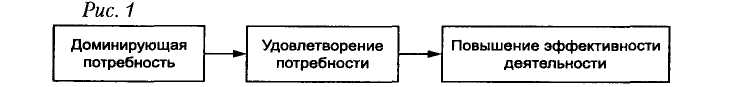 Рис. 1
Доминирующая потребность
Удовлетворение потребности
Повышение эффективности деятельности